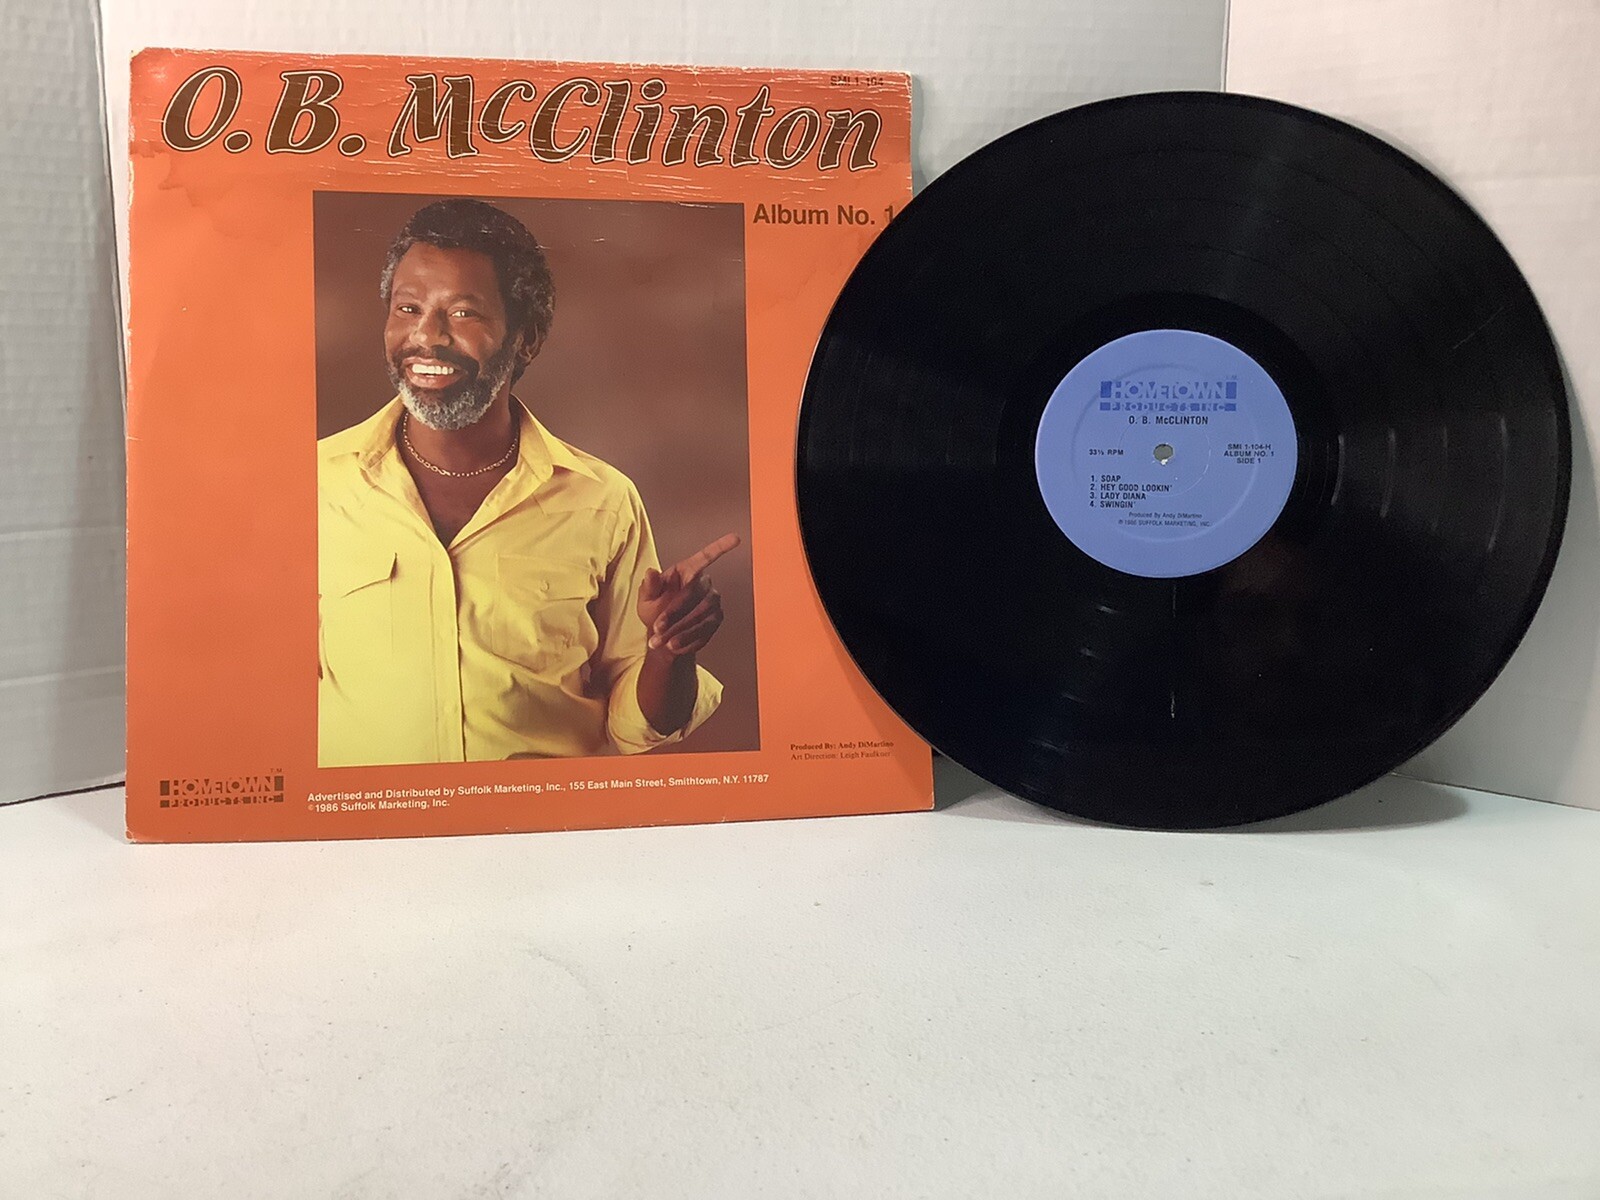 O.B. McClinton
SMI 1-104
Album No. 1
Produced By: Andy DiMartino
Art Direction: Leigh Faulkner
HOMETOWN TM
PRODUCTS INC
Advertised and Distributed by Suffolk Marketing, Inc., 155 East Main Street, Smithtown, N.Y. 11787
©1986 Suffolk Marketing, Inc.
HOMETOWN TM
PRODUCTS INC
O. B. McCLINTON
33⅓ RPM
SMI 1-104-H
ALBUM NO. 1
SIDE 1
1. SOAP
2. HEY GOOD LOOKIN'
3. LADY DIANA
4. SWINGIN'
Produced By Andy DiMartino
℗1986 SUFFOLK MARKETING, INC.